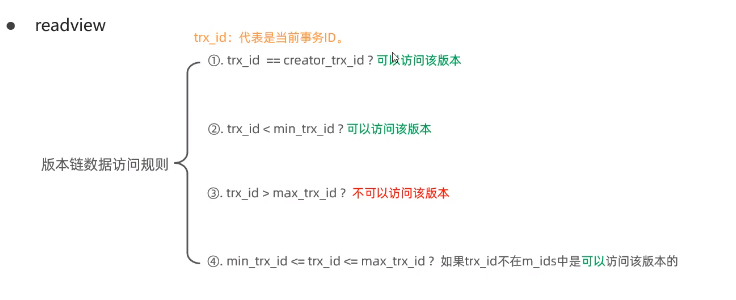 ● readview
trx_id：代表是当前事务ID。
①. trx_id == creator_trx_id ? 可以访问该版本
②. trx_id < min_trx_id ? 可以访问该版本
版本链数据访问规则
③. trx_id > max_trx_id ? 不可以访问该版本
④. min_trx_id <= trx_id <= max_trx_id ? 如果trx_id不在m_ids中是可以访问该版本的